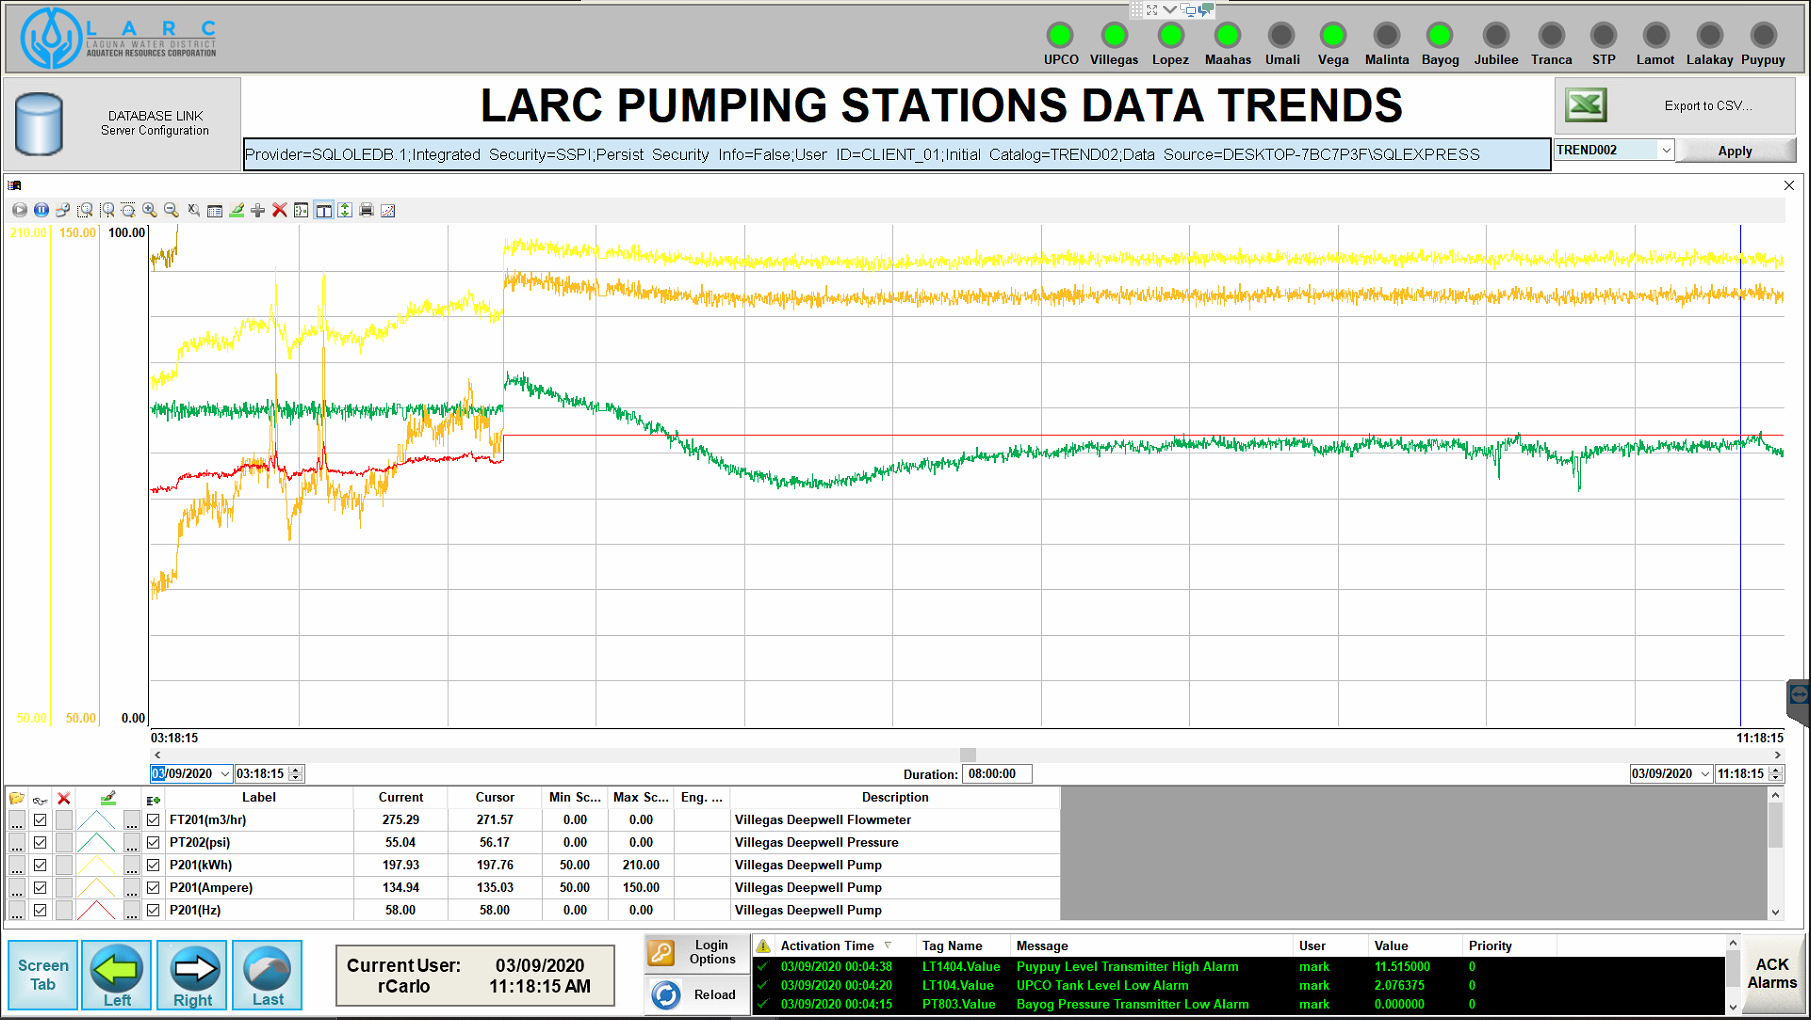 LARC
LAGUNA WATER DISTRICT
AQUATECH RESOURCES CORPORATION
UPCO Villegas Lopez Maahas Umali Vega Malinta Bayog Jubilee Tranca STP Lamot Lalakay Puypuy
DATABASE LINK
Server Configuration
LARC PUMPING STATIONS DATA TRENDS
Provider=SQLOLEDB.1;Integrated Security=SSPI;Persist Security Info=False;User ID=CLIENT_01;Initial Catalog=TREND02;Data Source=DESKTOP-7BC7P3F\SQLEXPRESS
Export to CSV...
TREND002
Apply
210.00 150.00 100.00
50.00 50.00 0.00
03:18:15 11:18:15
03/09/2020 03:18:15 Duration: 08:00:00 03/09/2020 11:18:15
Label Current Cursor Min Sc... Max Sc... Eng. ... Description
... ... FT201(m3/hr) 275.29 271.57 0.00 0.00 Villegas Deepwell Flowmeter
... ... PT202(psi) 55.04 56.17 0.00 0.00 Villegas Deepwell Pressure
... ... P201(kWh) 197.93 197.76 50.00 210.00 Villegas Deepwell Pump
... ... P201(Ampere) 134.94 135.03 50.00 150.00 Villegas Deepwell Pump
... ... P201(Hz) 58.00 58.00 0.00 0.00 Villegas Deepwell Pump
Screen
Tab
Left
Right
Last
Current User: 03/09/2020
rCarlo 11:18:15 AM
Login
Options
Reload
Activation Time Tag Name Message User Value Priority
03/09/2020 00:04:38 LT1404.Value Puypuy Level Transmitter High Alarm mark 11.515000 0
03/09/2020 00:04:20 LT104.Value UPCO Tank Level Low Alarm mark 2.076375 0
03/09/2020 00:04:15 PT803.Value Bayog Pressure Transmitter Low Alarm mark 0.000000 0
ACK
Alarms